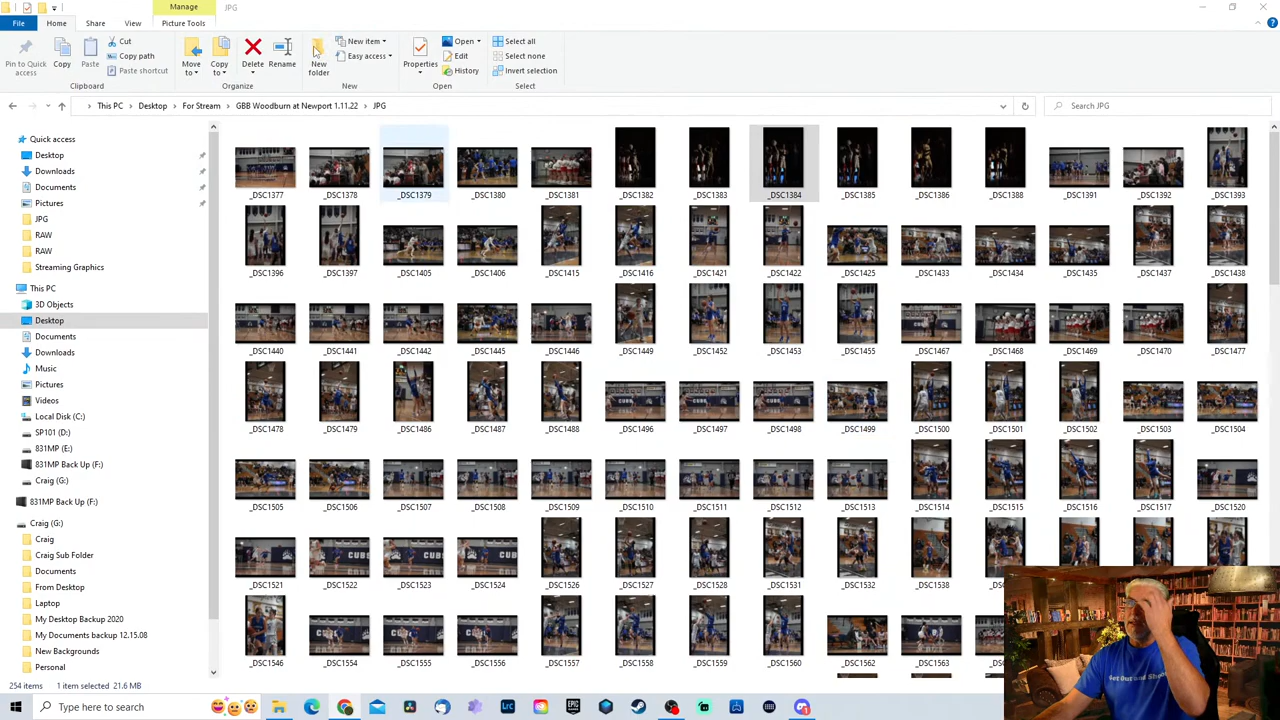 Manage
JPG
File
Home
Share
View
Picture Tools
Pin to Quick access
Copy
Paste
Cut
Copy path
Paste shortcut
Clipboard
Move to
Copy to
Delete
Rename
Organize
New folder
New item
Easy access
New
Properties
Open
Edit
History
Open
Select all
Select none
Invert selection
Select
This PC > Desktop > For Stream > GBB Woodburn at Newport 1.11.22 > JPG
Search JPG
Quick access
Desktop
Downloads
Documents
Pictures
JPG
RAW
RAW
Streaming Graphics
This PC
3D Objects
Desktop
Documents
Downloads
Music
Pictures
Videos
Local Disk (C:)
SP101 (D:)
831MP (E:)
831MP Back Up (F:)
Craig (G:)
831MP Back Up (F:)
Craig (G:)
Craig
Craig Sub Folder
Documents
From Desktop
Laptop
My Desktop Backup 2020
My Documents backup 12.15.08
New Backgrounds
Personal
_DSC1377 _DSC1378 _DSC1379 _DSC1380 _DSC1381 _DSC1382 _DSC1383 _DSC1384 _DSC1385 _DSC1386 _DSC1388 _DSC1391 _DSC1392 _DSC1393
_DSC1396 _DSC1397 _DSC1405 _DSC1406 _DSC1415 _DSC1416 _DSC1421 _DSC1422 _DSC1425 _DSC1433 _DSC1434 _DSC1435 _DSC1437 _DSC1438
_DSC1440 _DSC1441 _DSC1442 _DSC1445 _DSC1446 _DSC1449 _DSC1452 _DSC1453 _DSC1455 _DSC1467 _DSC1468 _DSC1469 _DSC1470 _DSC1477
CUBS
_DSC1478 _DSC1479 _DSC1486 _DSC1487 _DSC1488 _DSC1496 _DSC1497 _DSC1498 _DSC1499 _DSC1500 _DSC1501 _DSC1502 _DSC1503 _DSC1504
_DSC1505 _DSC1506 _DSC1507 _DSC1508 _DSC1509 _DSC1510 _DSC1511 _DSC1512 _DSC1513 _DSC1514 _DSC1515 _DSC1516 _DSC1517 _DSC1520
CUBS
_DSC1521 _DSC1522 _DSC1523 _DSC1524 _DSC1526 _DSC1527 _DSC1528 _DSC1531 _DSC1532 _DSC1538
_DSC1546 _DSC1554 _DSC1555 _DSC1556 _DSC1557 _DSC1558 _DSC1559 _DSC1560 _DSC1562 _DSC1563
Get Out and Shoot
254 items
1 item selected 21.6 MB
Type here to search
Lrc
EPIC